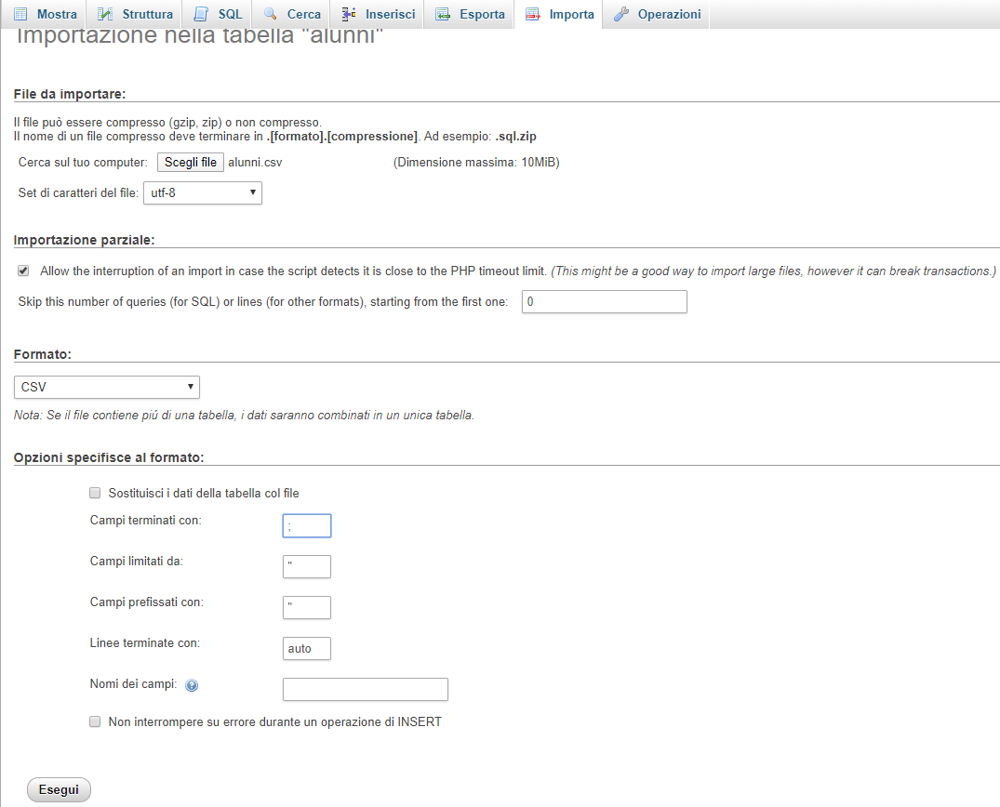 Mostra Struttura SQL Cerca Inserisci Esporta Importa Operazioni
Importazione nella tabella "alunni"
File da importare:
Il file può essere compresso (gzip, zip) o non compresso.
Il nome di un file compresso deve terminare in .[formato].[compressione]. Ad esempio: .sql.zip
Cerca sul tuo computer: Scegli file alunni.csv (Dimensione massima: 10MiB)
Set di caratteri del file: utf-8
Importazione parziale:
Allow the interruption of an import in case the script detects it is close to the PHP timeout limit. (This might be a good way to import large files, however it can break transactions.)
Skip this number of queries (for SQL) or lines (for other formats), starting from the first one: 0
Formato:
CSV
Nota: Se il file contiene piú di una tabella, i dati saranno combinati in un unica tabella.
Opzioni specifisce al formato:
Sostituisci i dati della tabella col file
Campi terminati con: ;
Campi limitati da: "
Campi prefissati con: "
Linee terminate con: auto
Nomi dei campi:
Non interrompere su errore durante un operazione di INSERT
Esegui